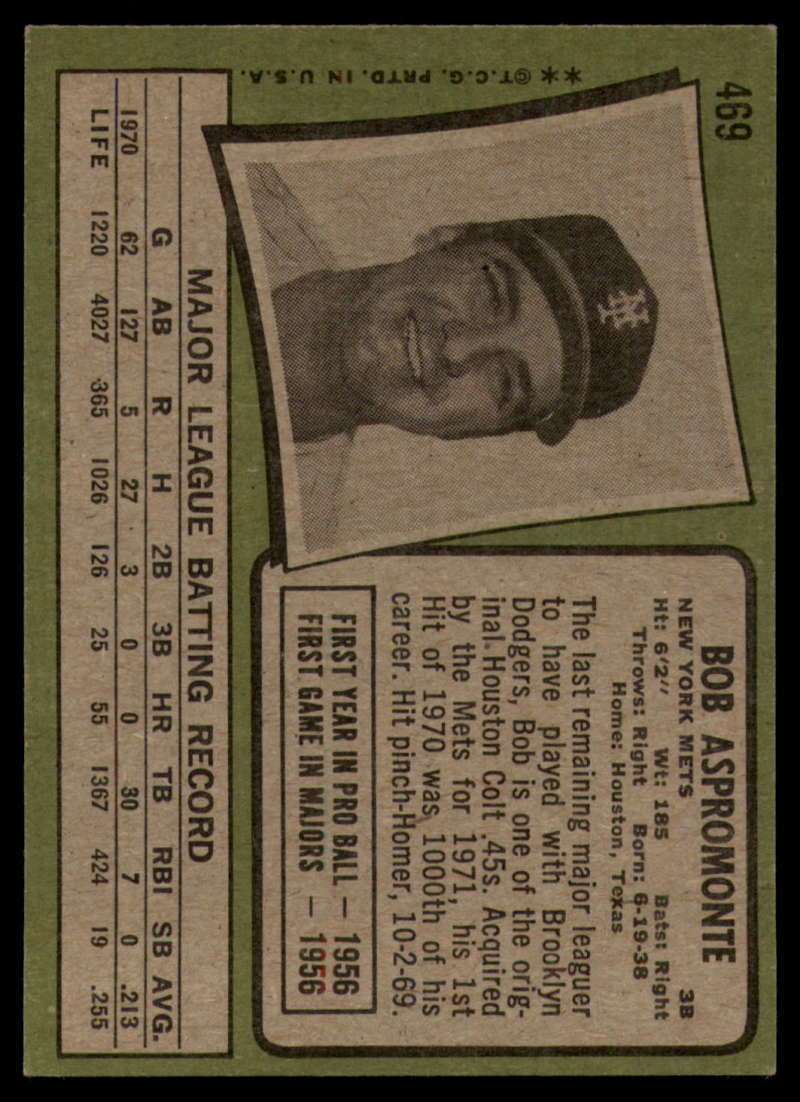 469
**©T.C.G. PRTD. IN U.S.A.
NY
BOB ASPROMONTE
NEW YORK METS 3B
Ht: 6'2" Wt: 185 Bats: Right
Throws: Right Born: 6-19-38
Home: Houston, Texas
The last remaining major leaguer
to have played with Brooklyn
Dodgers, Bob is one of the orig-
inal Houston Colt .45s. Acquired
by the Mets for 1971, his 1st
Hit of 1970 was 1000th of his
career. Hit pinch-Homer, 10-2-69.
FIRST YEAR IN PRO BALL — 1956
FIRST GAME IN MAJORS — 1956
MAJOR LEAGUE BATTING RECORD
G AB R H 2B 3B HR TB RBI SB AVG.
1970 62 127 5 27 3 0 0 30 7 0 .213
LIFE 1220 4027 365 1026 126 25 55 1367 424 19 .255